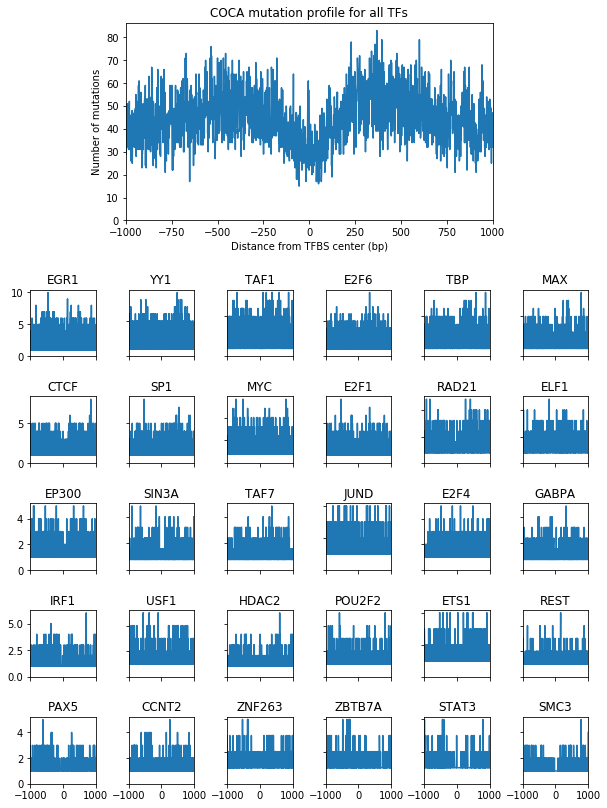 COCA mutation profile for all TFs
80
70
60
50
40
30
20
10
0
Number of mutations
−1000 −750 −500 −250 0 250 500 750 1000
Distance from TFBS center (bp)
EGR1 YY1 TAF1 E2F6 TBP MAX
10
5
0
CTCF SP1 MYC E2F1 RAD21 ELF1
5
0
EP300 SIN3A TAF7 JUND E2F4 GABPA
4
2
0
IRF1 USF1 HDAC2 POU2F2 ETS1 REST
5.0
2.5
0.0
PAX5 CCNT2 ZNF263 ZBTB7A STAT3 SMC3
4
2
0
−1000 0 1000 −1000 0 1000 −1000 0 1000 −1000 0 1000 −1000 0 1000 −1000 0 1000